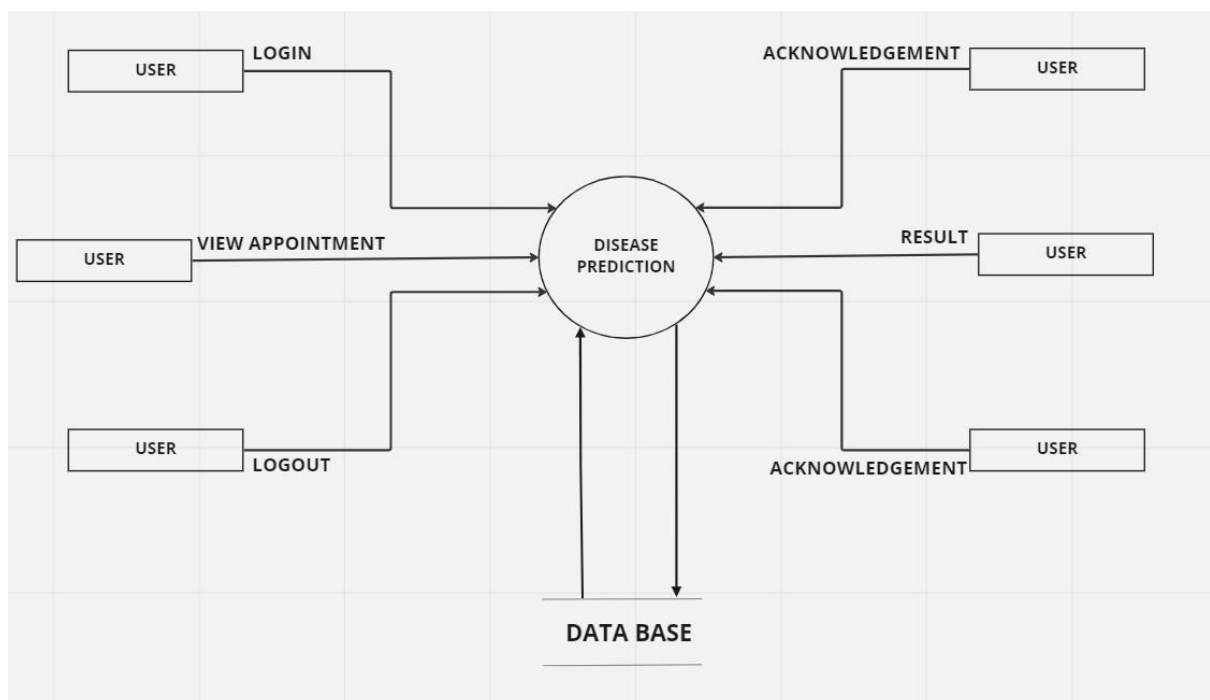 LOGIN
USER
ACKNOWLEDGEMENT
USER
VIEW APPOINTMENT
USER
DISEASE
PREDICTION
RESULT
USER
USER
LOGOUT
USER
ACKNOWLEDGEMENT
DATA BASE